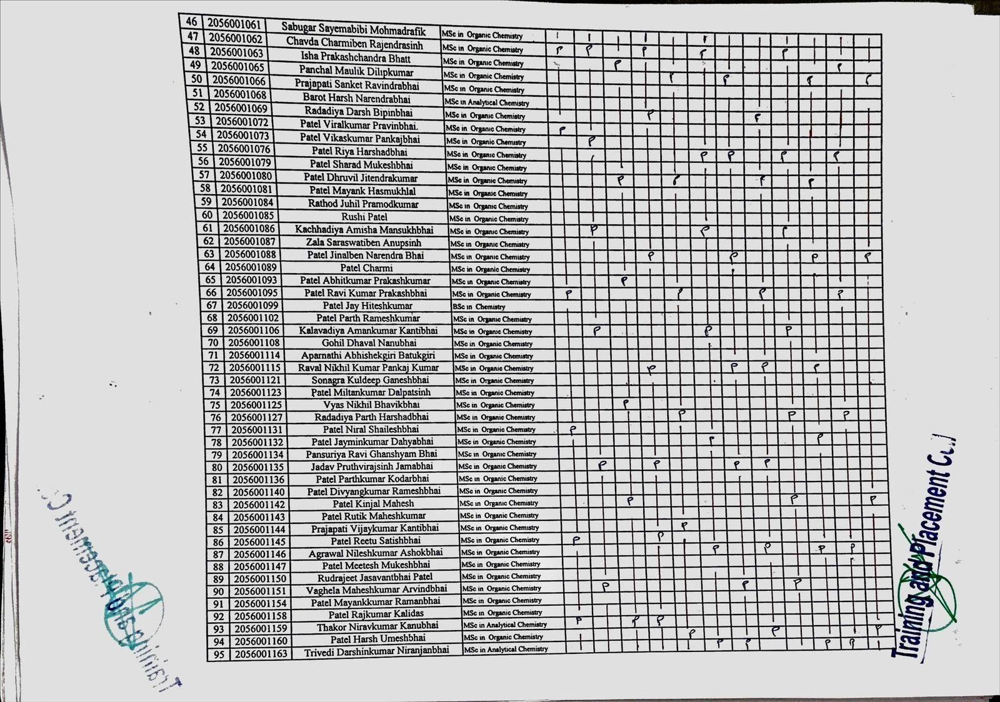 46 2056001061 Sabugar Sayemabibi Mohmadrafik MSc in Organic Chemistry
47 2056001062 Chavda Charmiben Rajendrasinh MSc in Organic Chemistry P P P P P
48 2056001063 Isha Prakashchandra Bhatt MSc in Organic Chemistry P P
49 2056001065 Panchal Maulik Dilipkumar MSc in Organic Chemistry P P P P
50 2056001066 Prajapati Sanket Ravindrabhai MSc in Organic Chemistry
51 2056001068 Barot Harsh Narendrabhai MSc in Analytical Chemistry
52 2056001069 Radadiya Darsh Bipinbhai MSc in Organic Chemistry P P
53 2056001072 Patel Viralkumar Pravinbhai. MSc in Organic Chemistry P
54 2056001073 Patel Vikaskumar Pankajbhai MSc in Organic Chemistry P
55 2056001076 Patel Riya Harshadbhai MSc in Organic Chemistry P P P P
56 2056001079 Patel Sharad Mukeshbhai MSc in Organic Chemistry
57 2056001080 Patel Dhruvil Jitendrakumar MSc in Organic Chemistry P P P P
58 2056001081 Patel Mayank Hasmukhlal MSc in Organic Chemistry
59 2056001084 Rathod Juhil Pramodkumar MSc in Organic Chemistry
60 2056001085 Rushi Patel MSc in Organic Chemistry
61 2056001086 Kachhadiya Amisha Mansukhbhai MSc in Organic Chemistry P P P
62 2056001087 Zala Saraswatiben Anupsinh MSc in Organic Chemistry
63 2056001088 Patel Jinalben Narendra Bhai MSc in Organic Chemistry P P P P
64 2056001089 Patel Charmi MSc in Organic Chemistry
65 2056001093 Patel Abhitkumar Prakashkumar MSc in Organic Chemistry P
66 2056001095 Patel Ravi Kumar Prakashbhai MSc in Organic Chemistry P P P P
67 2056001099 Patel Jay Hiteshkumar BSc in Chemistry
68 2056001102 Patel Parth Rameshkumar MSc in Organic Chemistry
69 2056001106 Kalavadiya Amankumar Kantibhai MSc in Organic Chemistry P P P
70 2056001108 Gohil Dhaval Nanubhai MSc in Organic Chemistry
71 2056001114 Aparnathi Abhishekgiri Batukgiri MSc in Organic Chemistry
72 2056001115 Raval Nikhil Kumar Pankaj Kumar MSc in Organic Chemistry P P P P
73 2056001121 Sonagra Kuldeep Ganeshbhai MSc in Organic Chemistry
74 2056001123 Patel Miltankumar Dalpatsinh MSc in Organic Chemistry
75 2056001125 Vyas Nikhil Bhavikbhai MSc in Organic Chemistry P
76 2056001127 Radadiya Parth Harshadbhai MSc in Organic Chemistry P P P
77 2056001131 Patel Niral Shaileshbhai MSc in Organic Chemistry P
78 2056001132 Patel Jayminkumar Dahyabhai MSc in Organic Chemistry P P
79 2056001134 Pansuriya Ravi Ghanshyam Bhai MSc in Organic Chemistry
80 2056001135 Jadav Pruthvirajsinh Jamabhai MSc in Organic Chemistry P P P P
81 2056001136 Patel Parthkumar Kodarbhai MSc in Organic Chemistry
82 2056001140 Patel Divyangkumar Rameshbhai MSc in Organic Chemistry
83 2056001142 Patel Kinjal Mahesh MSc in Organic Chemistry P P P
84 2056001143 Patel Rutik Maheshkumar MSc in Organic Chemistry
85 2056001144 Prajapati Vijaykumar Kantibhai MSc in Organic Chemistry P
86 2056001145 Patel Reetu Satishbhai MSc in Organic Chemistry P P
87 2056001146 Agrawal Nileshkumar Ashokbhai MSc in Organic Chemistry P P P P
88 2056001147 Patel Meetesh Mukeshbhai MSc in Organic Chemistry
89 2056001150 Rudrajeet Jasavantbhai Patel MSc in Organic Chemistry
90 2056001151 Vaghela Maheshkumar Arvindbhai MSc in Organic Chemistry P P P
91 2056001154 Patel Mayankkumar Ramanbhai MSc in Organic Chemistry
92 2056001158 Patel Rajkumar Kalidas MSc in Organic Chemistry P P P
93 2056001159 Thakor Niravkumar Kanubhai MSc in Analytical Chemistry P P P
94 2056001160 Patel Harsh Umeshbhai MSc in Organic Chemistry P P P P
95 2056001163 Trivedi Darshinkumar Niranjanbhai MSc in Analytical Chemistry
Training and Placement
Training and Placement